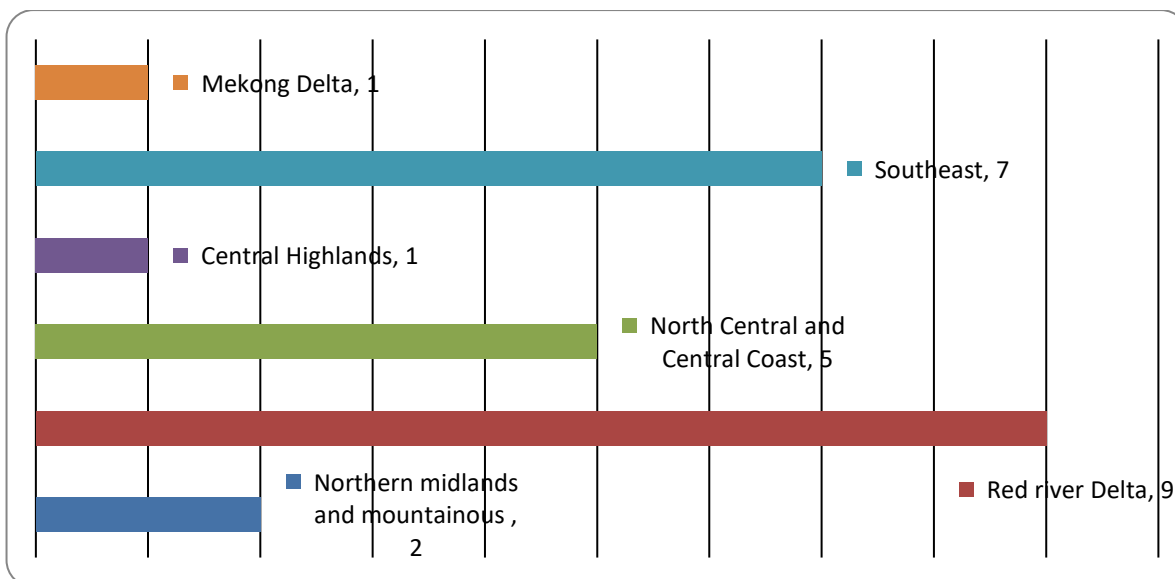 Mekong Delta, 1
Southeast, 7
Central Highlands, 1
North Central and
Central Coast, 5
Northern midlands
and mountainous ,
2
Red river Delta, 9